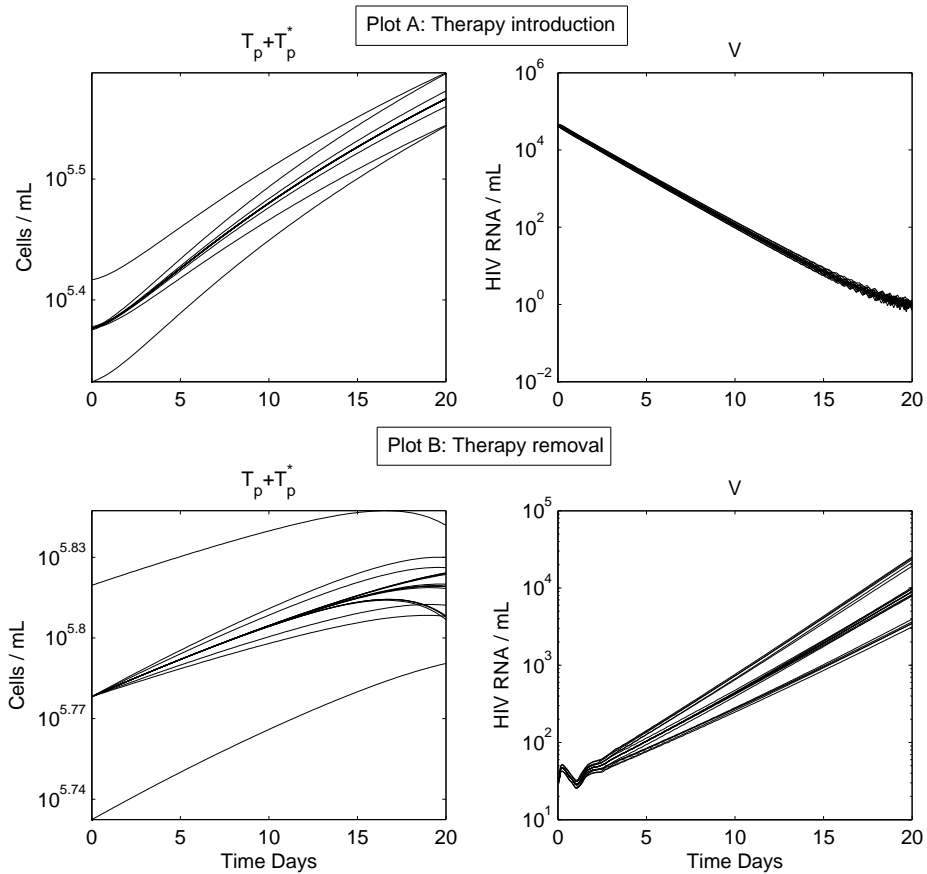 Plot A: Therapy introduction
T_p+T_p^*
V
Cells / mL
10^5.5
10^5.4
0 5 10 15 20
HIV RNA / mL
10^6
10^4
10^2
10^0
10^−2
0 5 10 15 20
Plot B: Therapy removal
T_p+T_p^*
V
Cells / mL
10^5.83
10^5.8
10^5.77
10^5.74
0 5 10 15 20
Time Days
HIV RNA / mL
10^5
10^4
10^3
10^2
10^1
0 5 10 15 20
Time Days